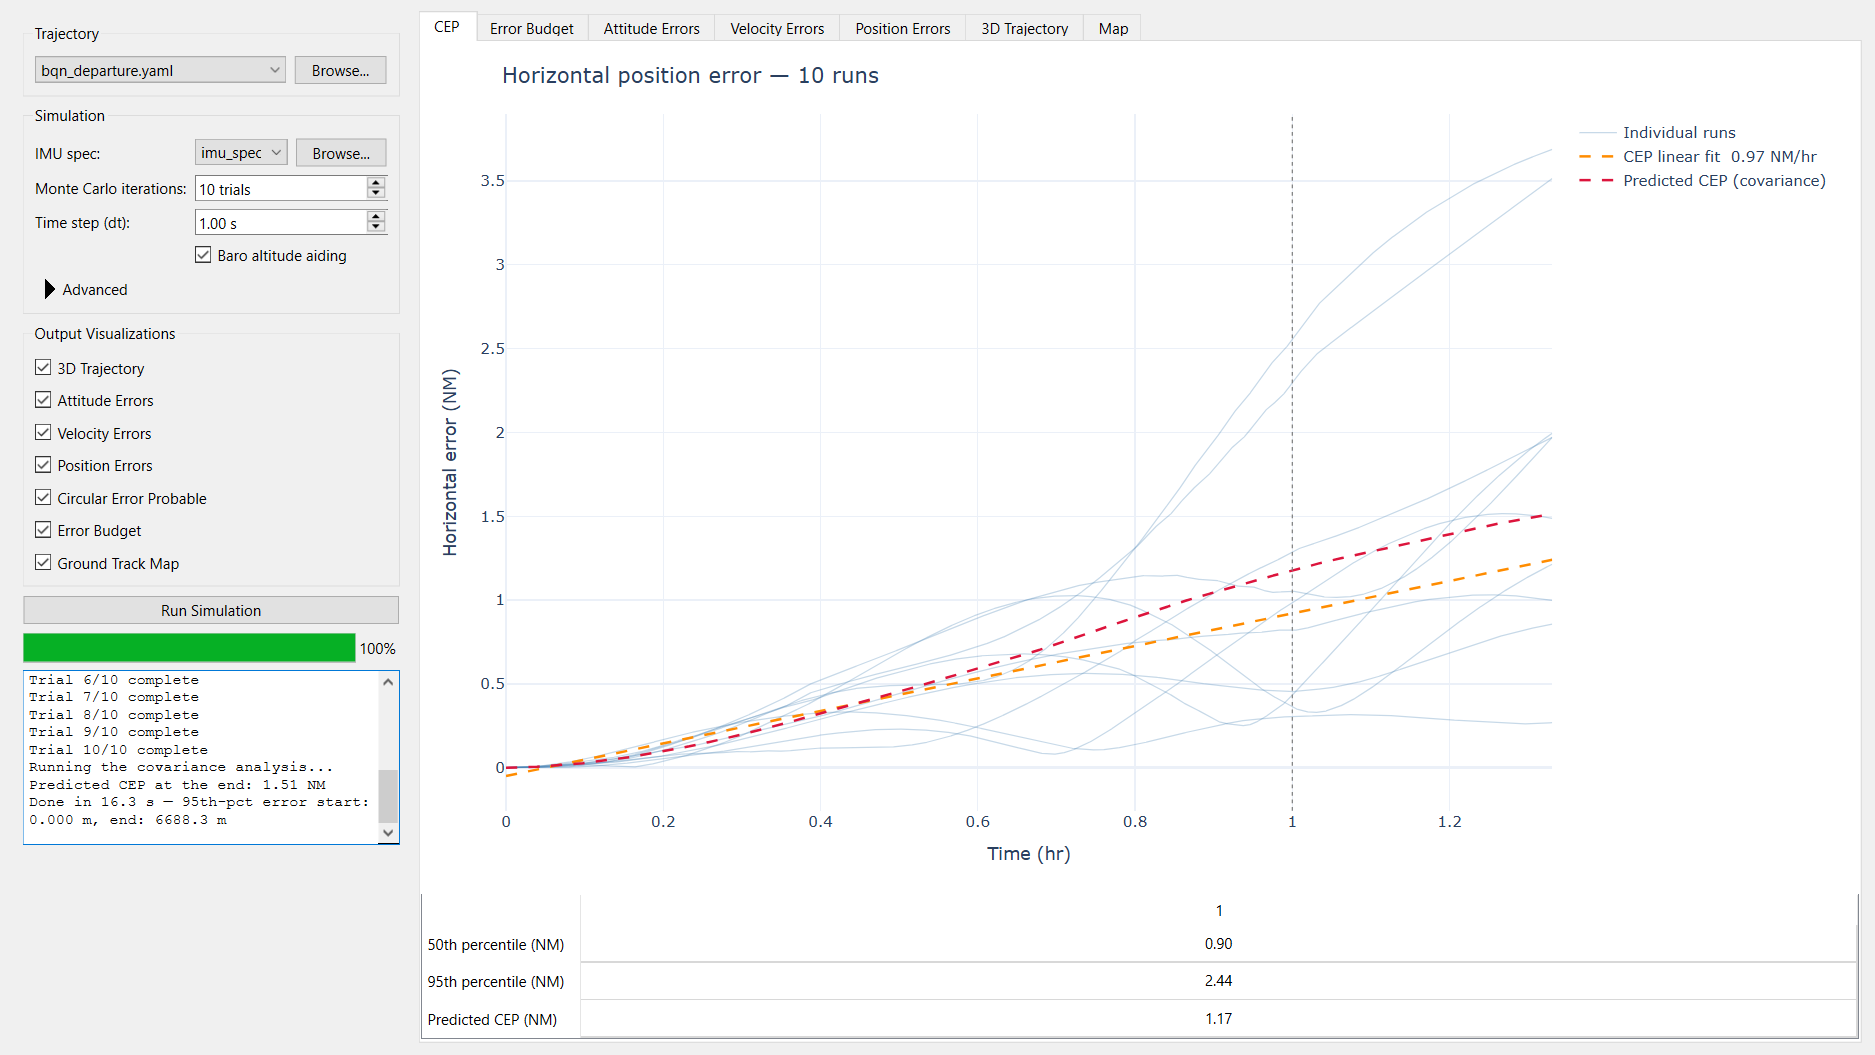 Trajectory
bqn_departure.yaml
Browse...
Simulation
IMU spec:
imu_spec
Browse...
Monte Carlo iterations:
10 trials
Time step (dt):
1.00 s
Baro altitude aiding
Advanced
Output Visualizations
3D Trajectory
Attitude Errors
Velocity Errors
Position Errors
Circular Error Probable
Error Budget
Ground Track Map
Run Simulation
100%
Trial 6/10 complete
Trial 7/10 complete
Trial 8/10 complete
Trial 9/10 complete
Trial 10/10 complete
Running the covariance analysis...
Predicted CEP at the end: 1.51 NM
Done in 16.3 s — 95th-pct error start:
0.000 m, end: 6688.3 m
CEP
Error Budget
Attitude Errors
Velocity Errors
Position Errors
3D Trajectory
Map
Horizontal position error — 10 runs
Individual runs
CEP linear fit 0.97 NM/hr
Predicted CEP (covariance)
Horizontal error (NM)
3.5
3
2.5
2
1.5
1
0.5
0
0
0.2
0.4
0.6
0.8
1
1.2
Time (hr)
1
50th percentile (NM)
0.90
95th percentile (NM)
2.44
Predicted CEP (NM)
1.17